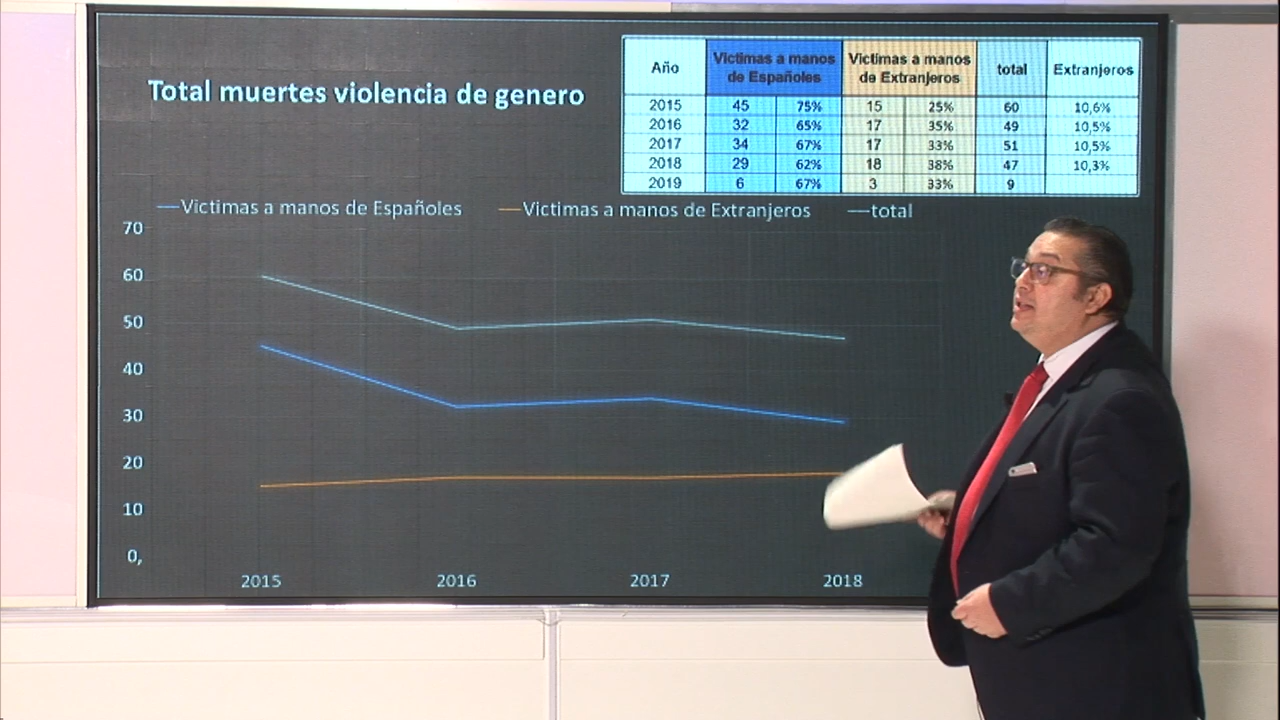 Total muertes violencia de genero
Año Victimas a manos de Españoles Victimas a manos de Extranjeros total Extranjeros
2015 45 75% 15 25% 60 10,6%
2016 32 65% 17 35% 49 10,5%
2017 34 67% 17 33% 51 10,5%
2018 29 62% 18 38% 47 10,3%
2019 6 67% 3 33% 9
Victimas a manos de Españoles Victimas a manos de Extranjeros total
70
60
50
40
30
20
10
0,
2015 2016 2017 2018